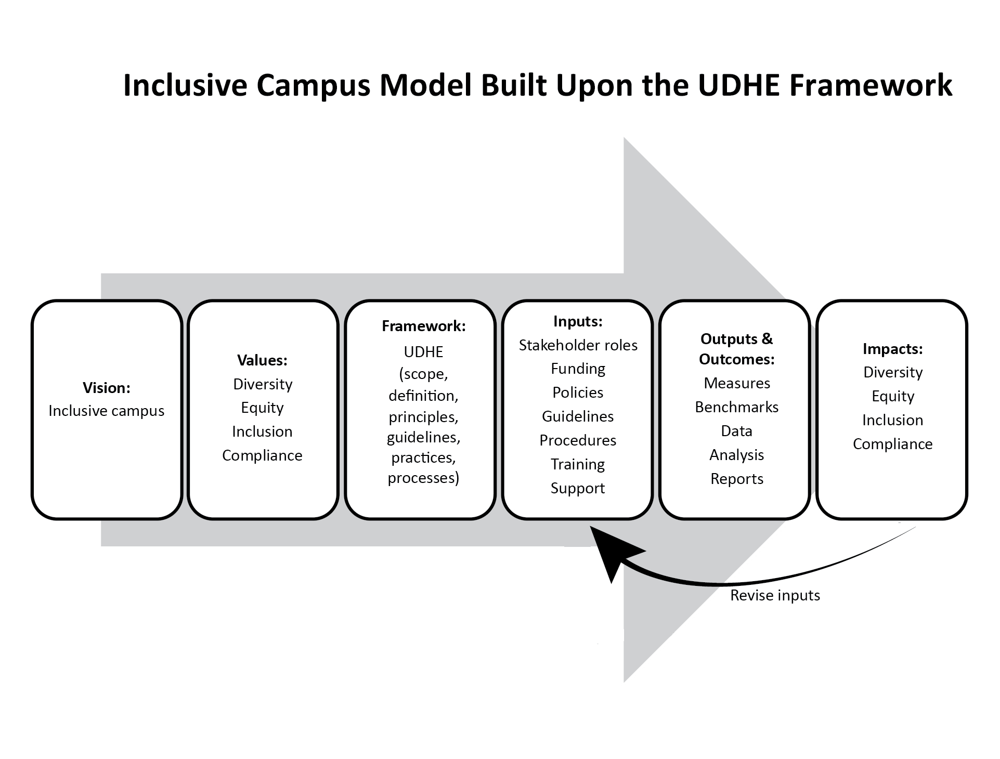 Inclusive Campus Model Built Upon the UDHE Framework
Vision:
Inclusive campus
Values:
Diversity
Equity
Inclusion
Compliance
Framework:
UDHE
(scope,
definition,
principles,
guidelines,
practices,
processes)
Inputs:
Stakeholder roles
Funding
Policies
Guidelines
Procedures
Training
Support
Outputs &
Outcomes:
Measures
Benchmarks
Data
Analysis
Reports
Impacts:
Diversity
Equity
Inclusion
Compliance
Revise inputs